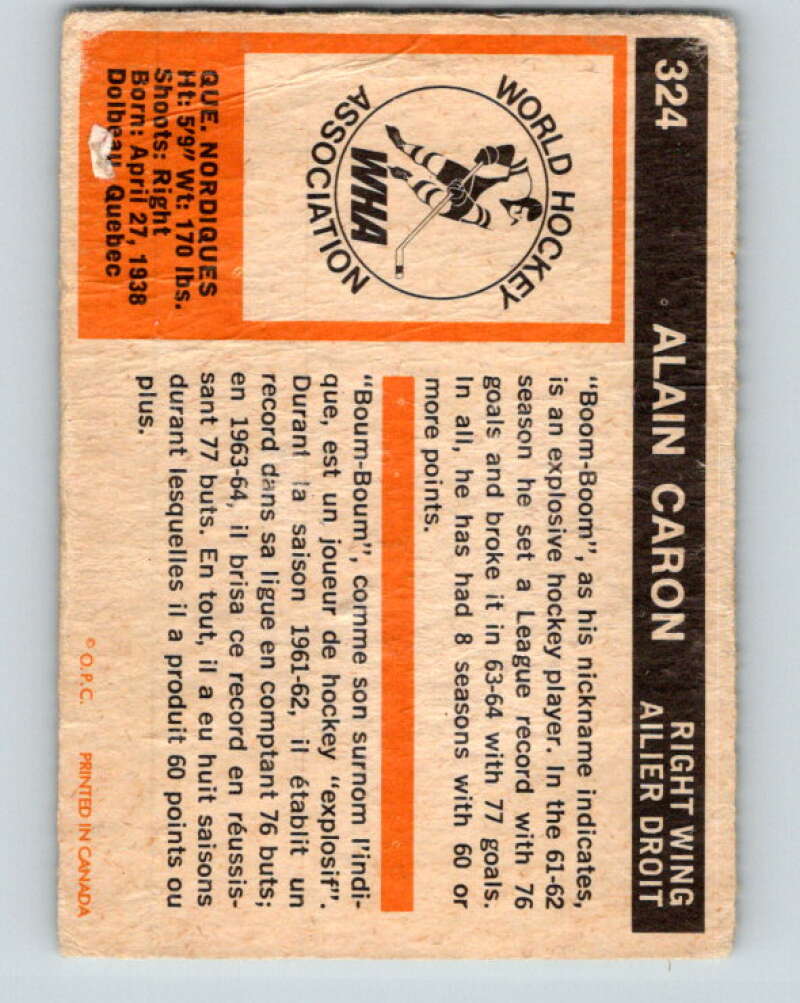 324 ALAIN CARON
RIGHT WING
AILIER DROIT
WORLD HOCKEY
WHA
ASSOCIATION
QUE. NORDIQUES
Ht: 5'9" Wt: 170 lbs.
Shoots: Right
Born: April 27, 1938
Dolbeau Quebec
"Boom-Boom", as his nickname indicates,
is an explosive hockey player. In the 61-62
season he set a League record with 76
goals and broke it in 63-64 with 77 goals.
In all, he has had 8 seasons with 60 or
more points.
"Boum-Boum", comme son surnom l'indi-
que, est un joueur de hockey "explosif".
Durant la saison 1961-62, il établit un
record dans sa ligue en comptant 76 buts;
en 1963-64, il brisa ce record en réussis-
sant 77 buts. En tout, il a eu huit saisons
durant lesquelles il a produit 60 points ou
plus.
© O.P.C. PRINTED IN CANADA